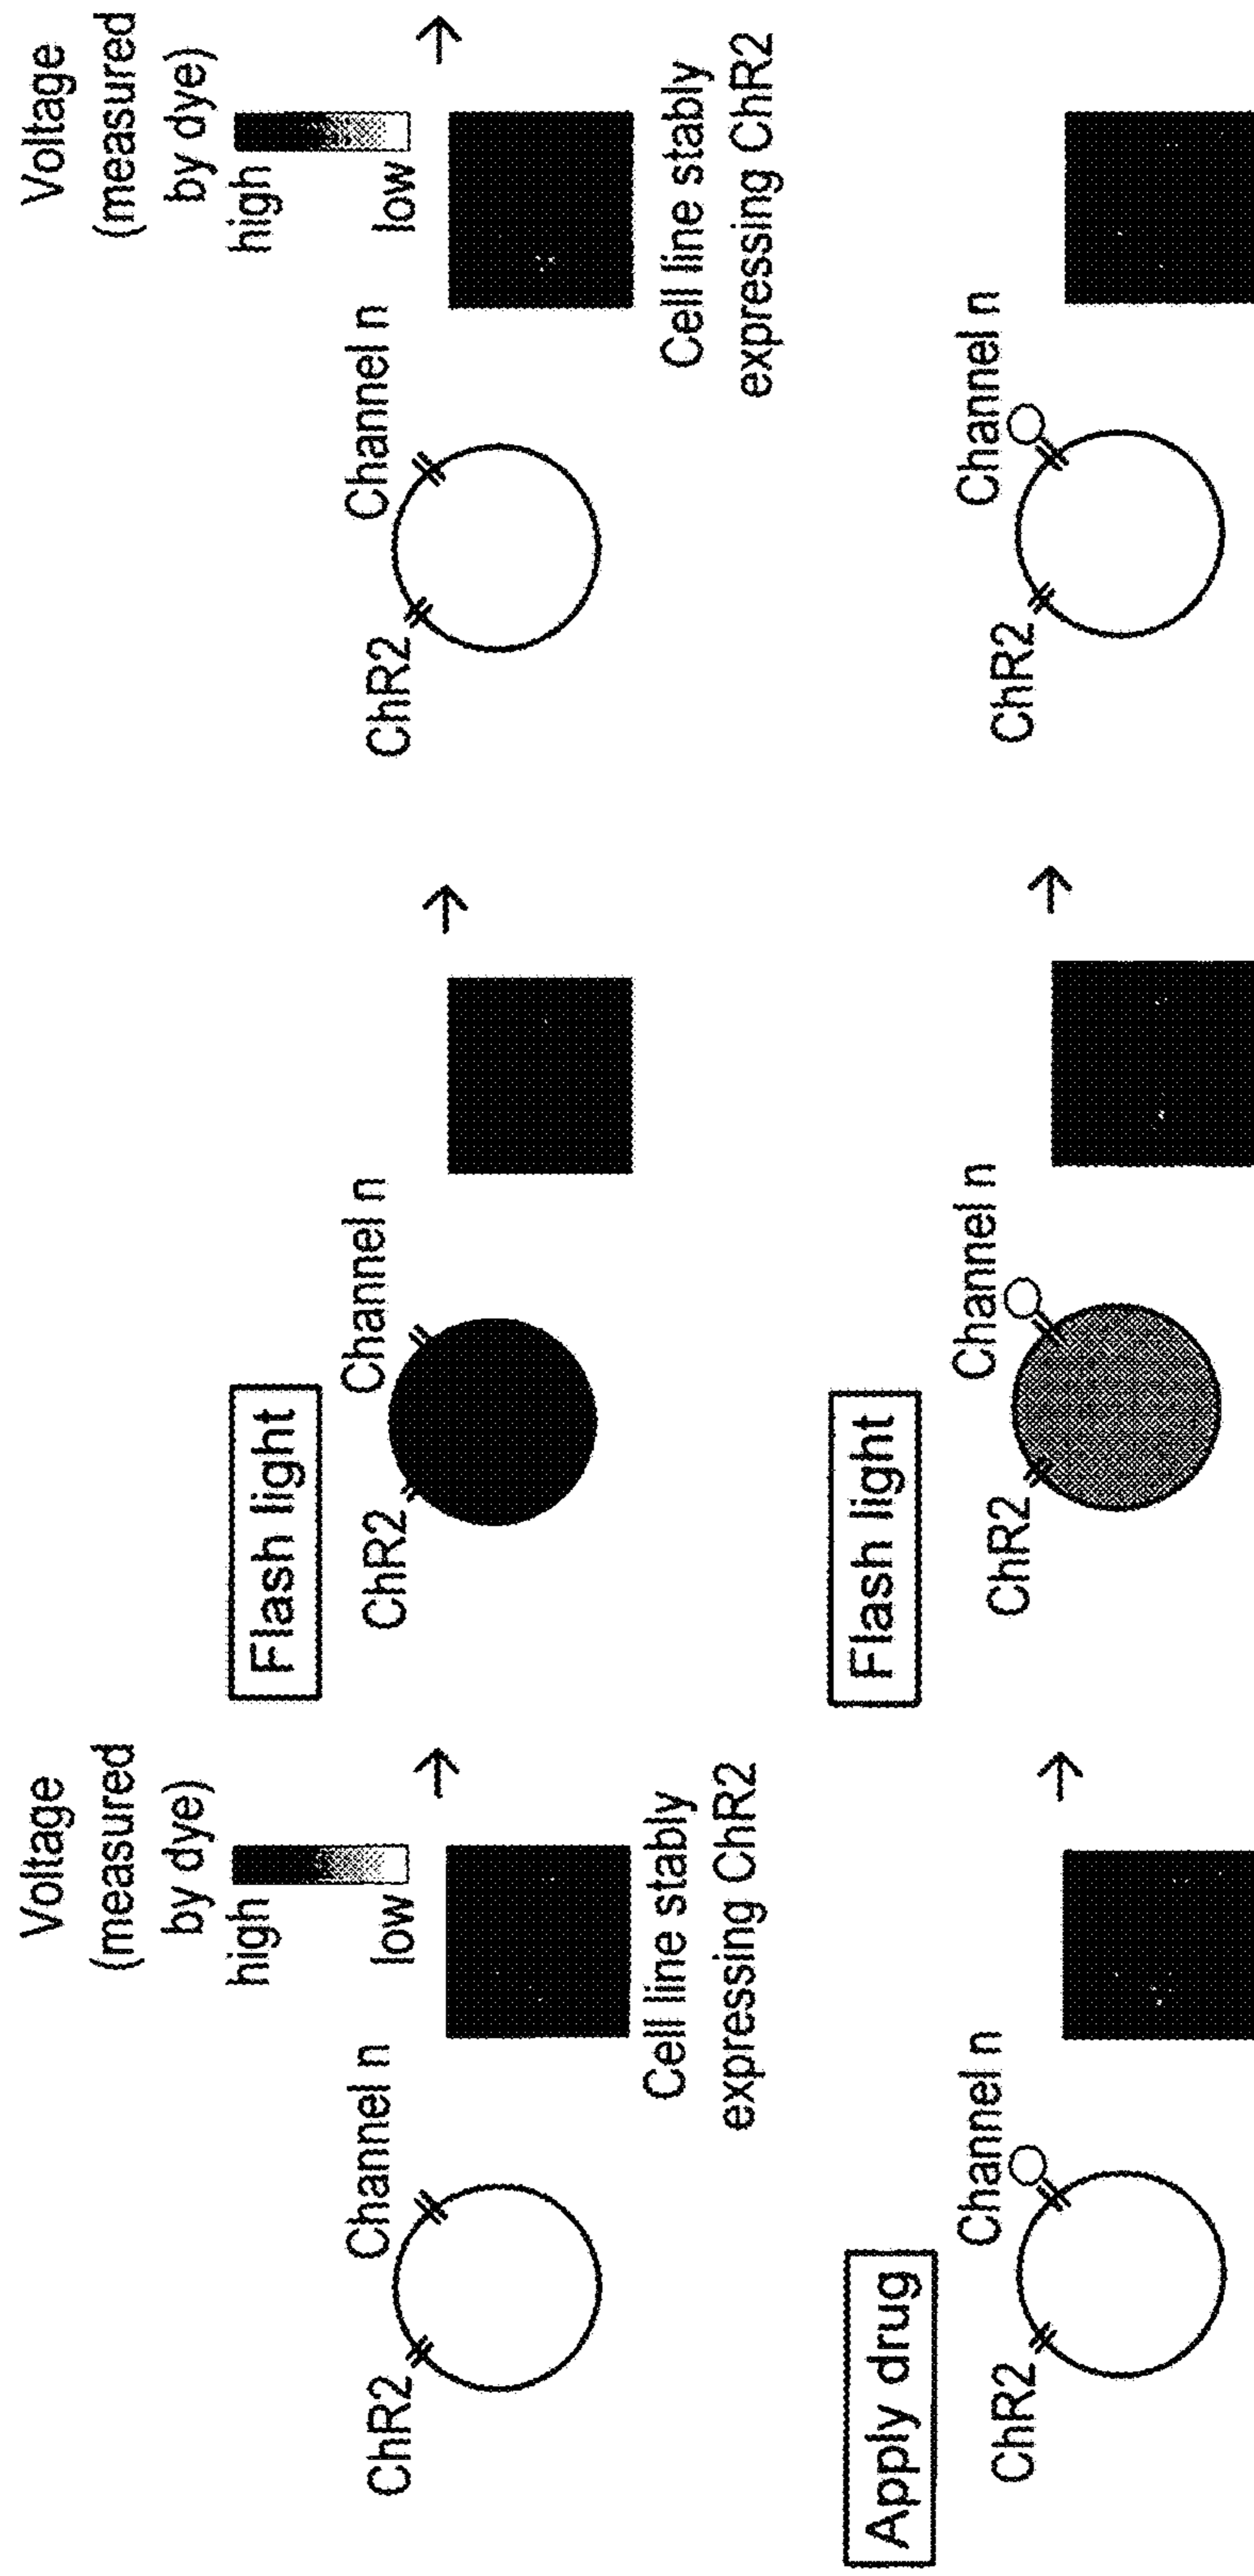 Voltage
(measured
by dye)
high
low
ChR2
Channel n
Cell line stably
expressing ChR2
Flash light
ChR2
Channel n
Voltage
(measured
by dye)
high
low
ChR2
Channel n
Cell line stably
expressing ChR2
Apply drug
ChR2
Channel n
Flash light
ChR2
Channel n
ChR2
Channel n